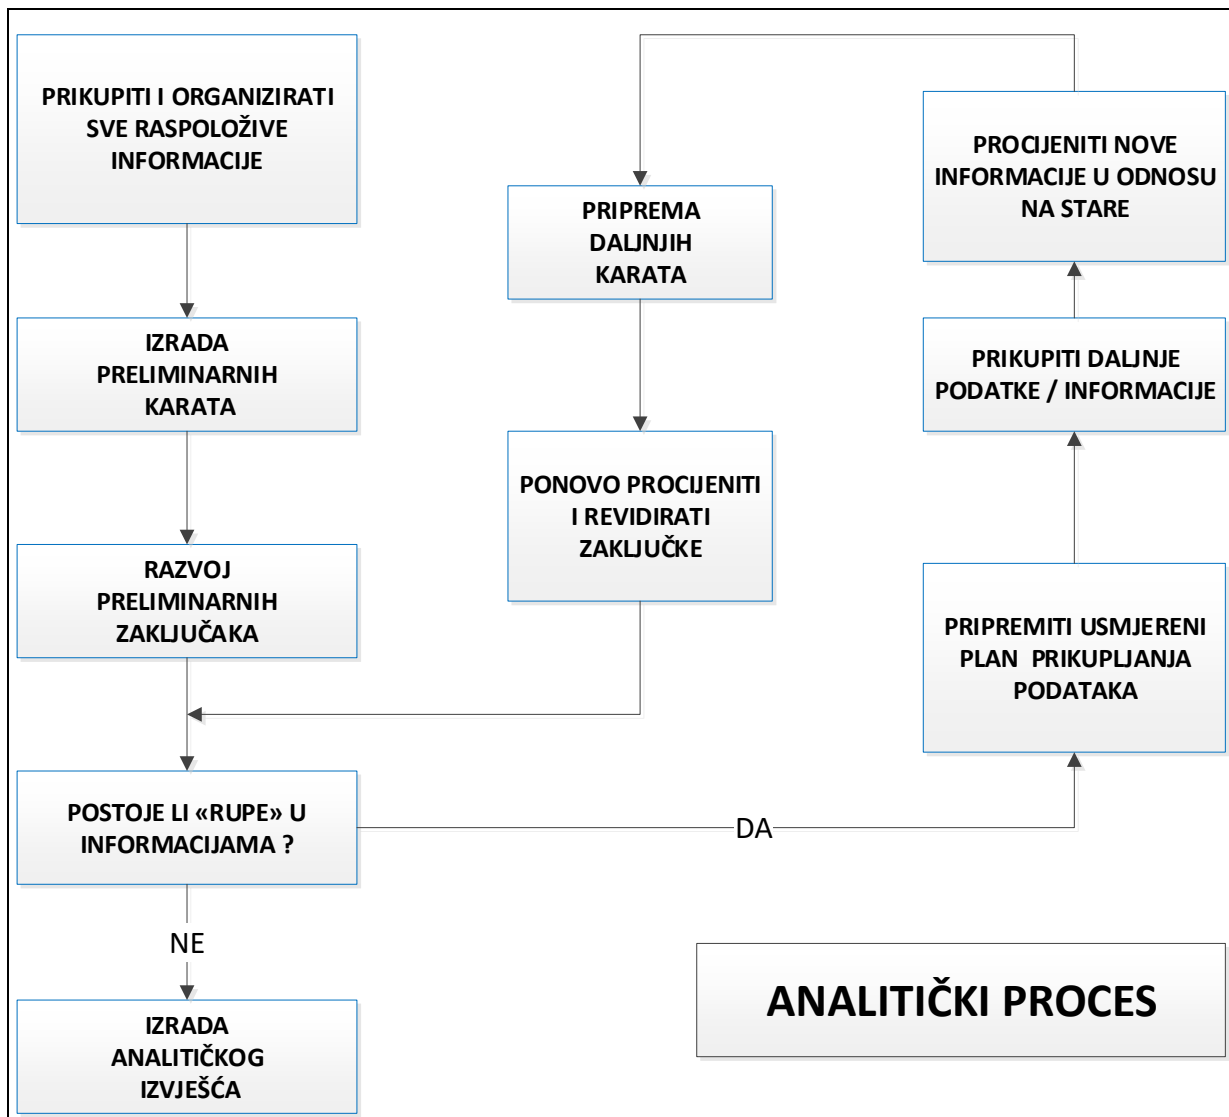 PRIKUPITI I ORGANIZIRATI
SVE RASPOLOŽIVE
INFORMACIJE
IZRADA
PRELIMINARNIH
KARATA
RAZVOJ
PRELIMINARNIH
ZAKLJUČAKA
POSTOJE LI «RUPE» U
INFORMACIJAMA ?
NE
IZRADA
ANALITIČKOG
IZVJEŠĆA
DA
PRIPREMITI USMJERENI
PLAN PRIKUPLJANJA
PODATAKA
PRIKUPITI DALJNJE
PODATKE / INFORMACIJE
PROCIJENITI NOVE
INFORMACIJE U ODNOSU
NA STARE
PRIPREMA
DALJNJIH
KARATA
PONOVO PROCIJENITI
I REVIDIRATI
ZAKLJUČKE
ANALITIČKI PROCES